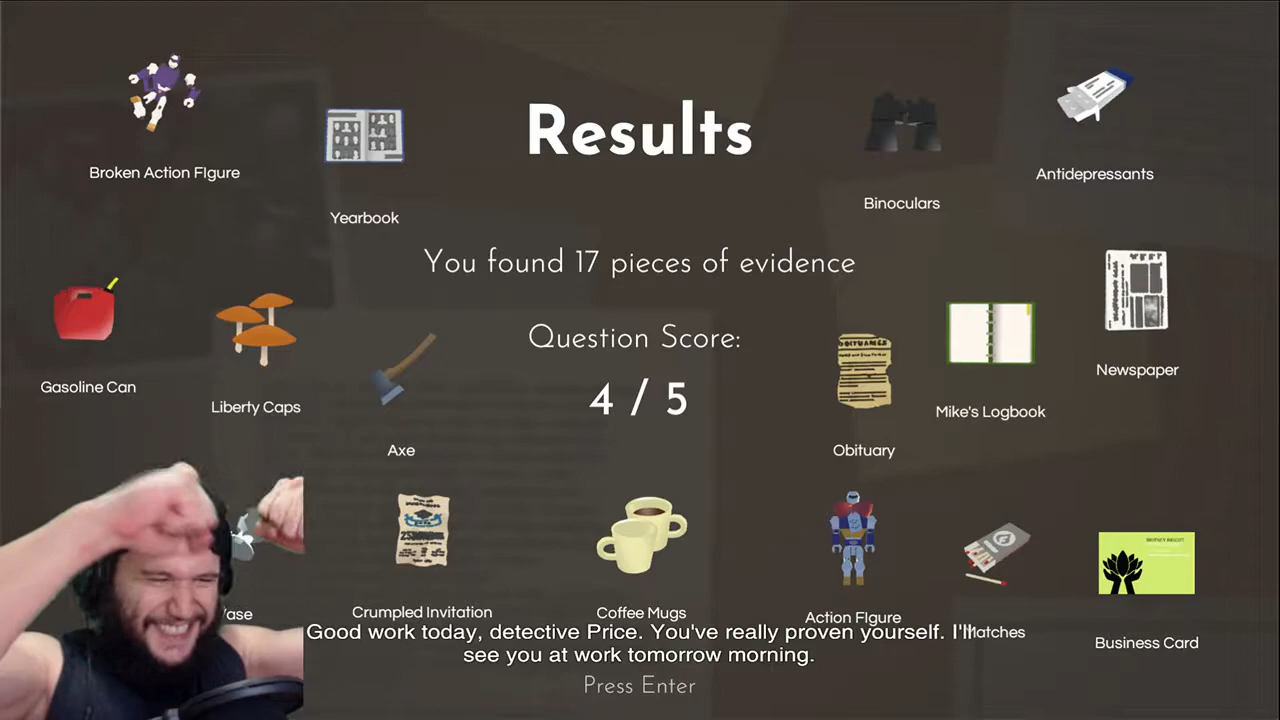 Results
Broken Action FIgure
Antidepressants
Binoculars
Yearbook
You found 17 pieces of evidence
Question Score:
Newspaper
Gasoline Can
4 / 5
Liberty Caps
Mike's Logbook
Axe
OBITUARIES
Obituary
Crumpled Invitation
Coffee Mugs
Action FIgure
Good work today, detective Price. You've really proven yourself. I'll
see you at work tomorrow morning.
Business Card
Press Enter